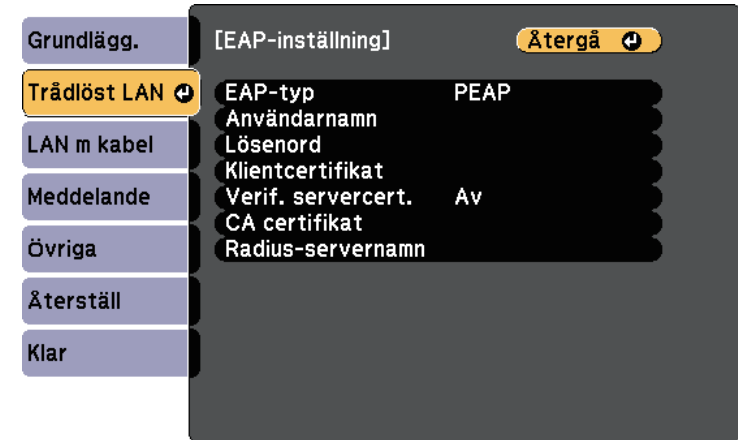 Grundlägg.
Trådlöst LAN
LAN m kabel
Meddelande
Övriga
Återställ
Klar
[EAP-inställning] Återgå
EAP-typ PEAP
Användarnamn
Lösenord
Klientcertifikat
Verif. servercert. Av
CA certifikat
Radius-servernamn